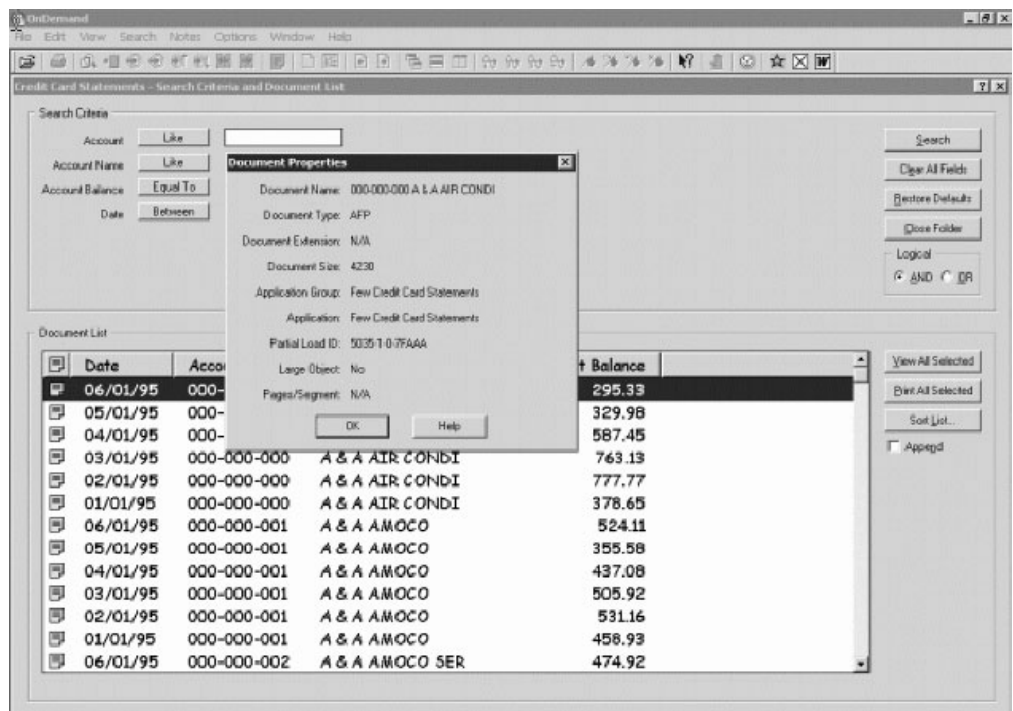 OnDemand
File Edit View Search Notes Options Window Help
Credit Card Statements - Search Criteria and Document List
Search Criteria
Account Like
Account Name Like
Account Balance Equal To
Date Between
Search
Clear All Fields
Restore Defaults
Close Folder
Logical
AND OR
Document Properties
Document Name: 000-000-000 A & A AIR CONDI
Document Type: AFP
Document Extension: N/A
Document Size: 4230
Application Group: Few Credit Card Statements
Application: Few Credit Card Statements
Partial Load ID: 5035-1-0-7FAAA
Large Object: No
Pages/Segment: N/A
OK Help
Document List
Date Accou t Balance
06/01/95 000- 295.33
05/01/95 000- 329.98
04/01/95 000- 587.45
03/01/95 000-000-000 A & A AIR CONDI 763.13
02/01/95 000-000-000 A & A AIR CONDI 777.77
01/01/95 000-000-000 A & A AIR CONDI 378.65
06/01/95 000-000-001 A & A AMOCO 524.11
05/01/95 000-000-001 A & A AMOCO 355.58
04/01/95 000-000-001 A & A AMOCO 437.08
03/01/95 000-000-001 A & A AMOCO 505.92
02/01/95 000-000-001 A & A AMOCO 531.16
01/01/95 000-000-001 A & A AMOCO 458.93
06/01/95 000-000-002 A & A AMOCO SER 474.92
View All Selected
Print All Selected
Sort List...
Append